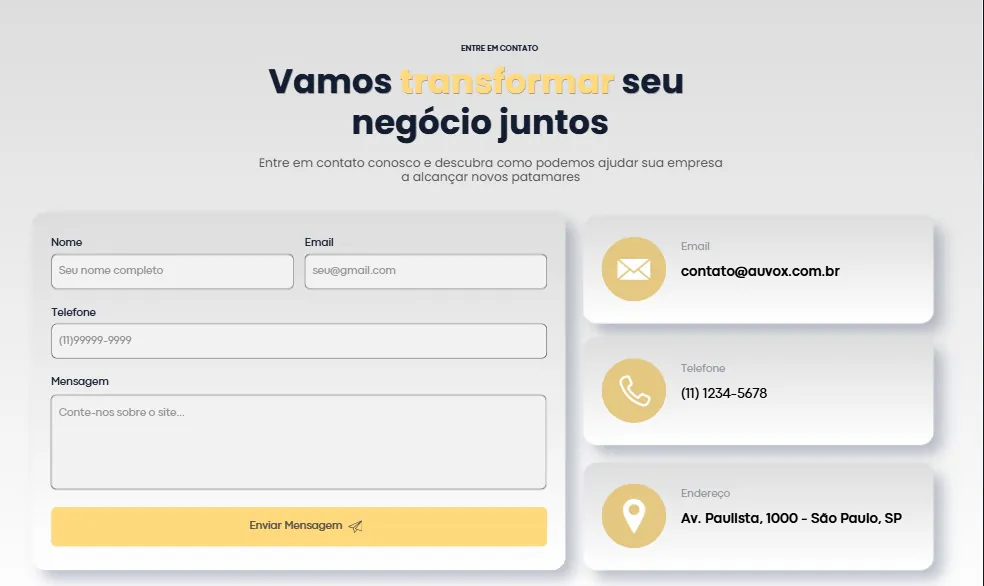 ENTRE EM CONTATO
Vamos transformar seu
negócio juntos
Entre em contato conosco e descubra como podemos ajudar sua empresa
a alcançar novos patamares
Nome
Seu nome completo
Email
seu@gmail.com
Telefone
(11)99999-9999
Mensagem
Conte-nos sobre o site...
Enviar Mensagem
Email
contato@auvox.com.br
Telefone
(11) 1234-5678
Endereço
Av. Paulista, 1000 - São Paulo, SP